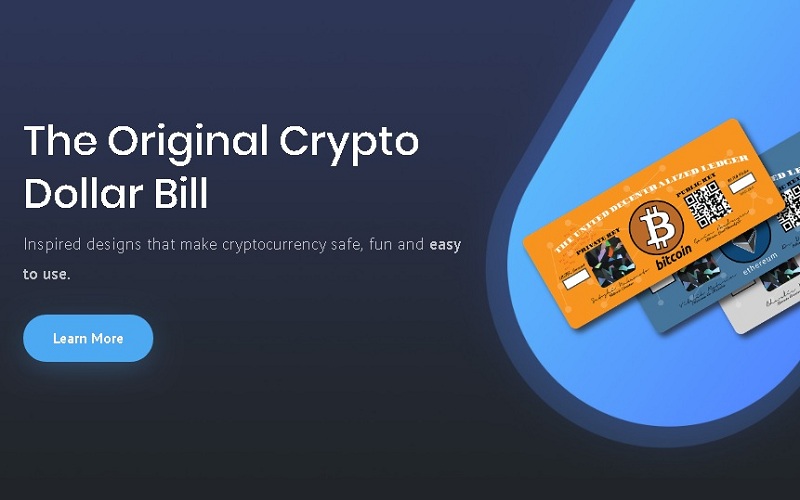 The Original Crypto
Dollar Bill
Inspired designs that make cryptocurrency safe, fun and easy
to use.
Learn More
THE UNITED DECENTRALIZED LEDGER
PUBLIC KEY
PRIVATE KEY
bitcoin
ethereum